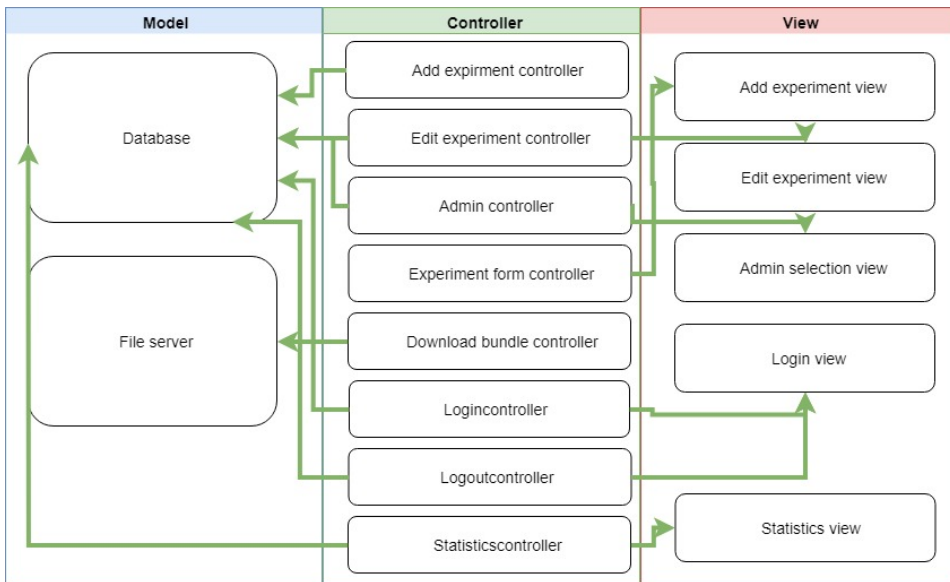 Model
Controller
View
Database
File server
Add expirment controller
Edit experiment controller
Admin controller
Experiment form controller
Download bundle controller
Logincontroller
Logoutcontroller
Statisticscontroller
Add experiment view
Edit experiment view
Admin selection view
Login view
Statistics view